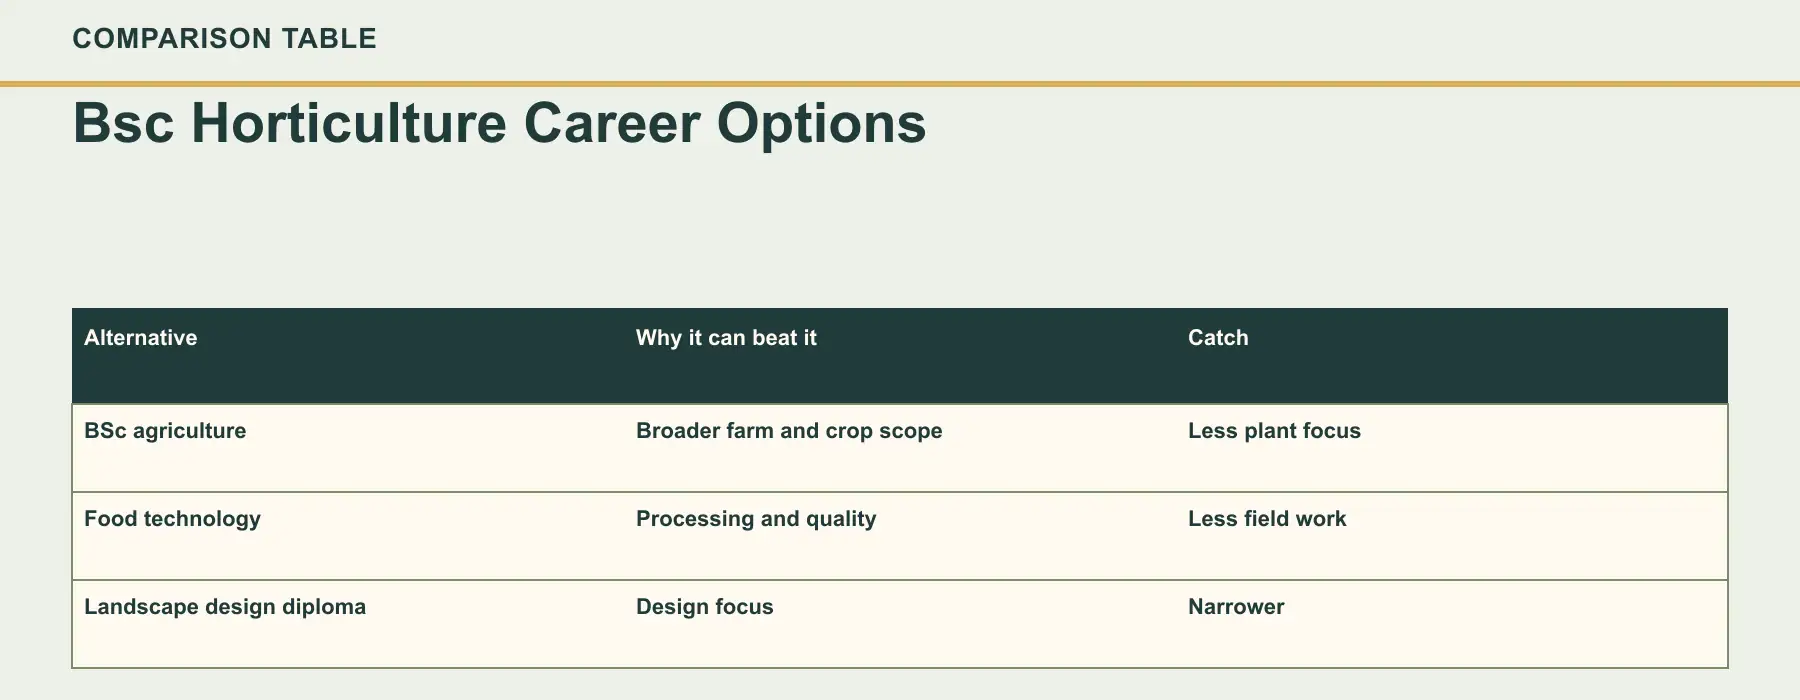 COMPARISON TABLE
Bsc Horticulture Career Options
Alternative Why it can beat it Catch
BSc agriculture Broader farm and crop scope Less plant focus
Food technology Processing and quality Less field work
Landscape design diploma Design focus Narrower